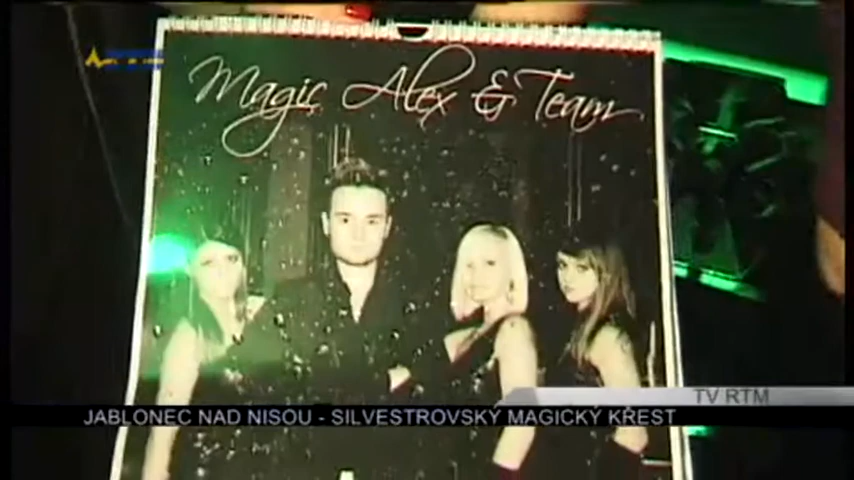 Magic Alex & Team
TV RTM
JABLONEC NAD NISOU - SILVESTROVSKÝ MAGICKÝ KŘEST